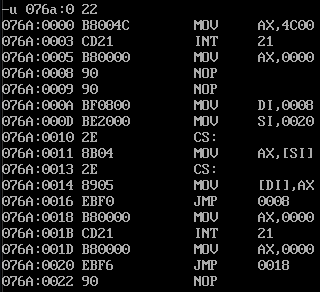 -u 076a:0 22
076A:0000 B8004C MOV AX,4C00
076A:0003 CD21 INT 21
076A:0005 B80000 MOV AX,0000
076A:0008 90 NOP
076A:0009 90 NOP
076A:000A BF0800 MOV DI,0008
076A:000D BE2000 MOV SI,0020
076A:0010 2E CS:
076A:0011 8B04 MOV AX,[SI]
076A:0013 2E CS:
076A:0014 8905 MOV [DI],AX
076A:0016 EBF0 JMP 0008
076A:0018 B80000 MOV AX,0000
076A:001B CD21 INT 21
076A:001D B80000 MOV AX,0000
076A:0020 EBF6 JMP 0018
076A:0022 90 NOP